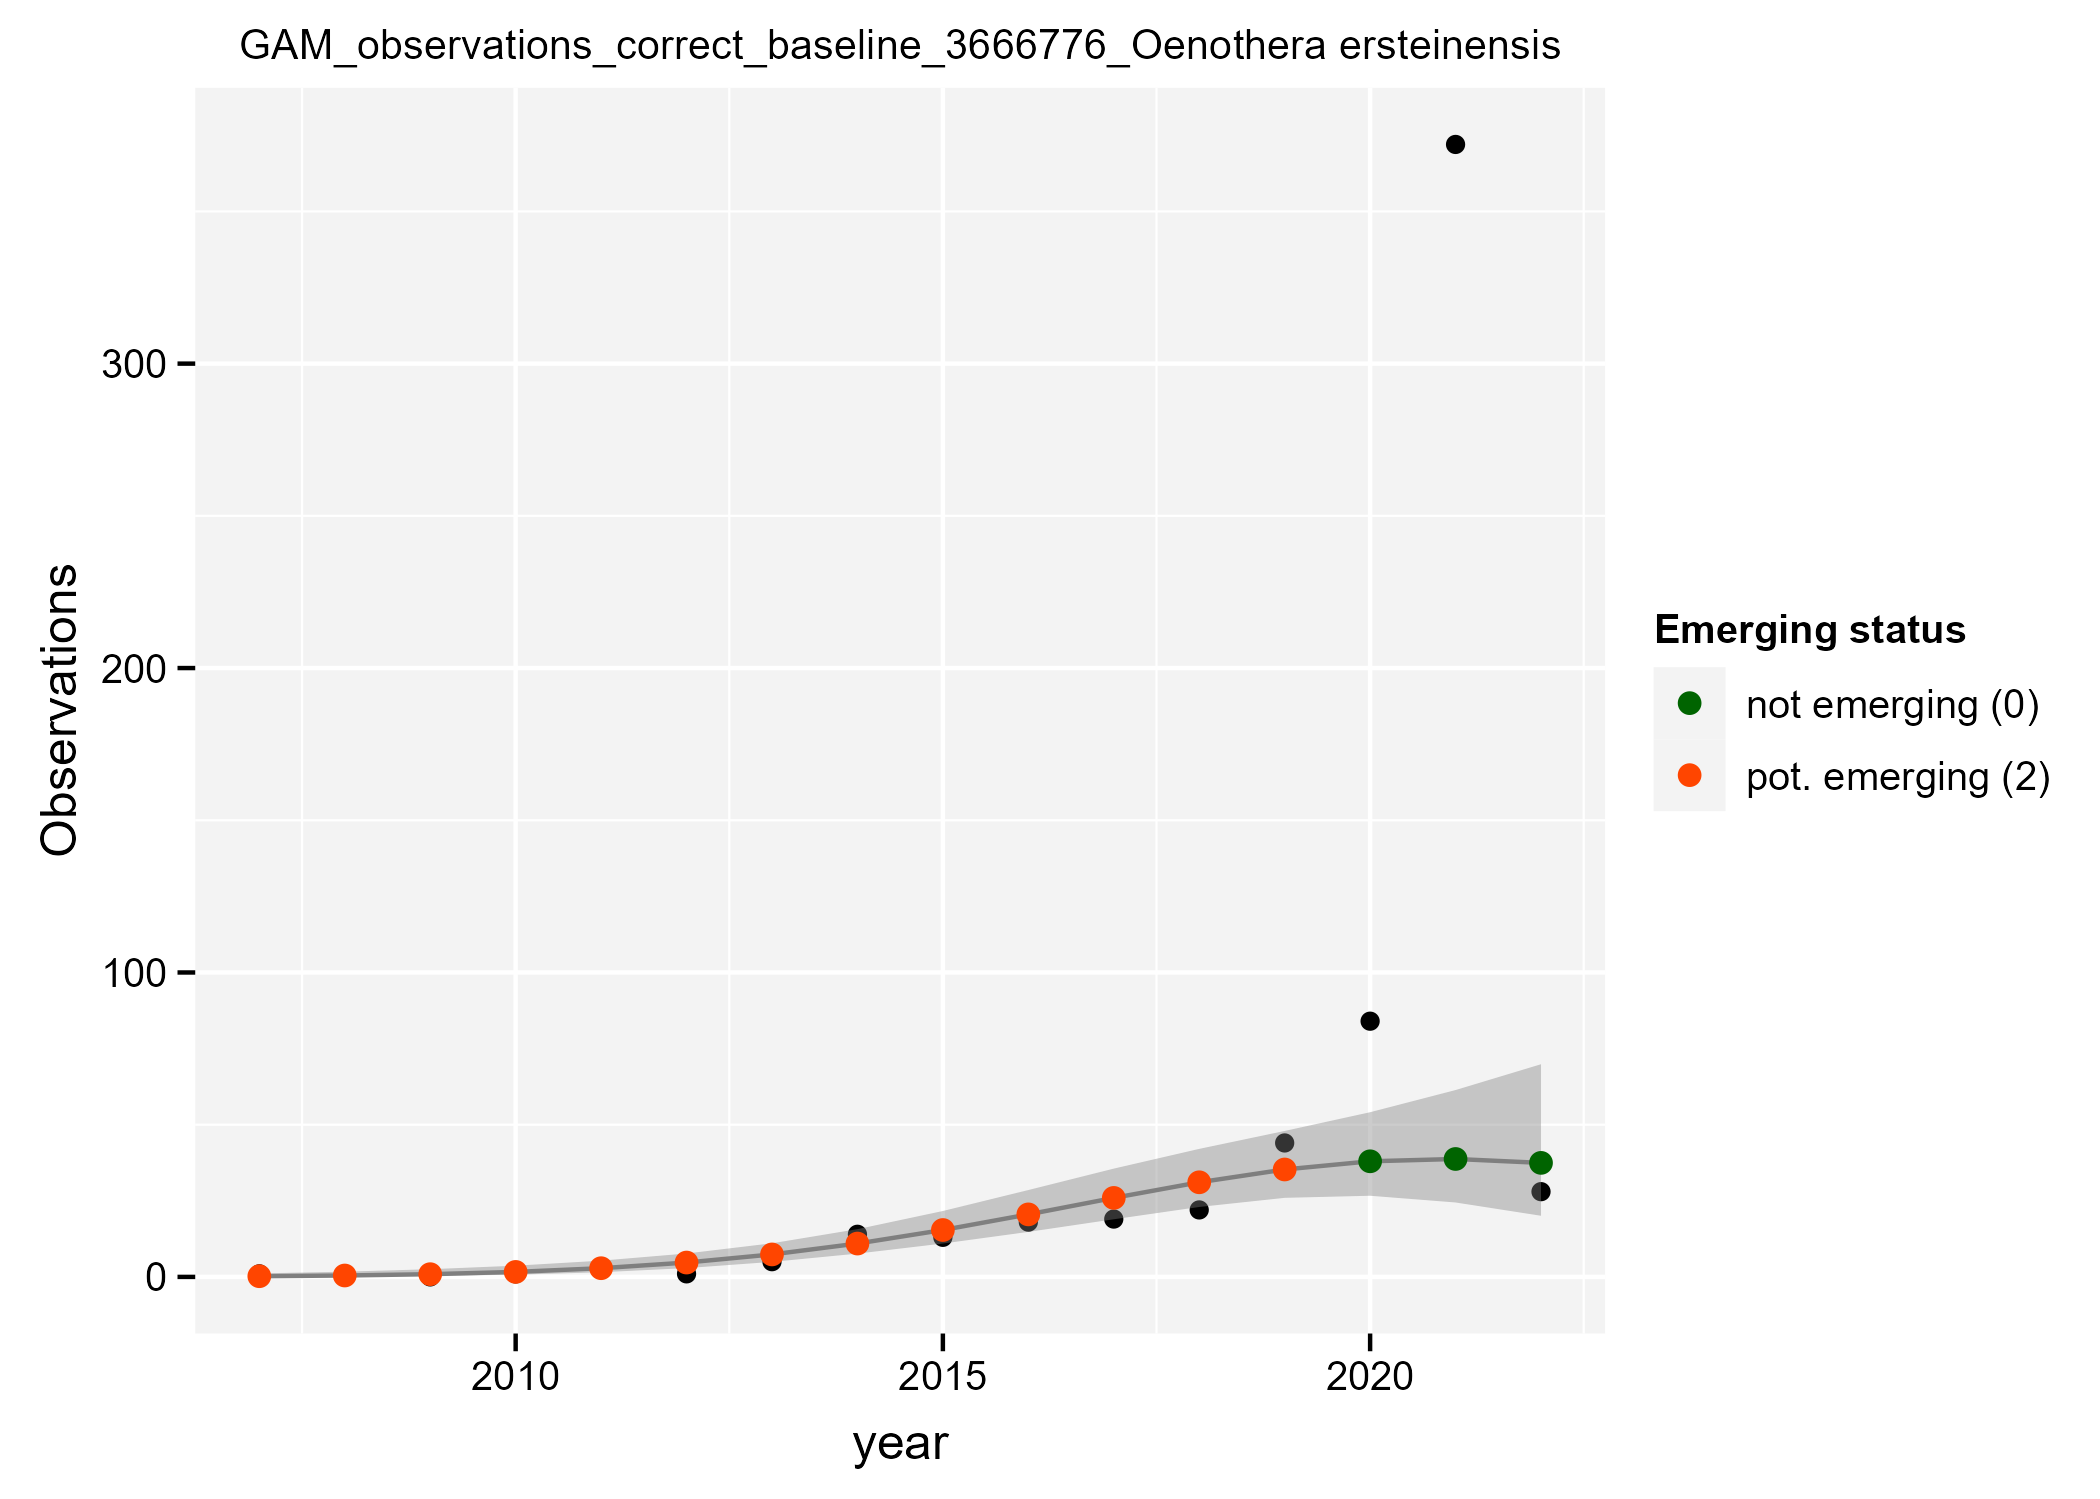 GAM_observations_correct_baseline_3666776_Oenothera ersteinensis
Observations
300
200
100
0
2010
2015
2020
year
Emerging status
not emerging (0)
pot. emerging (2)